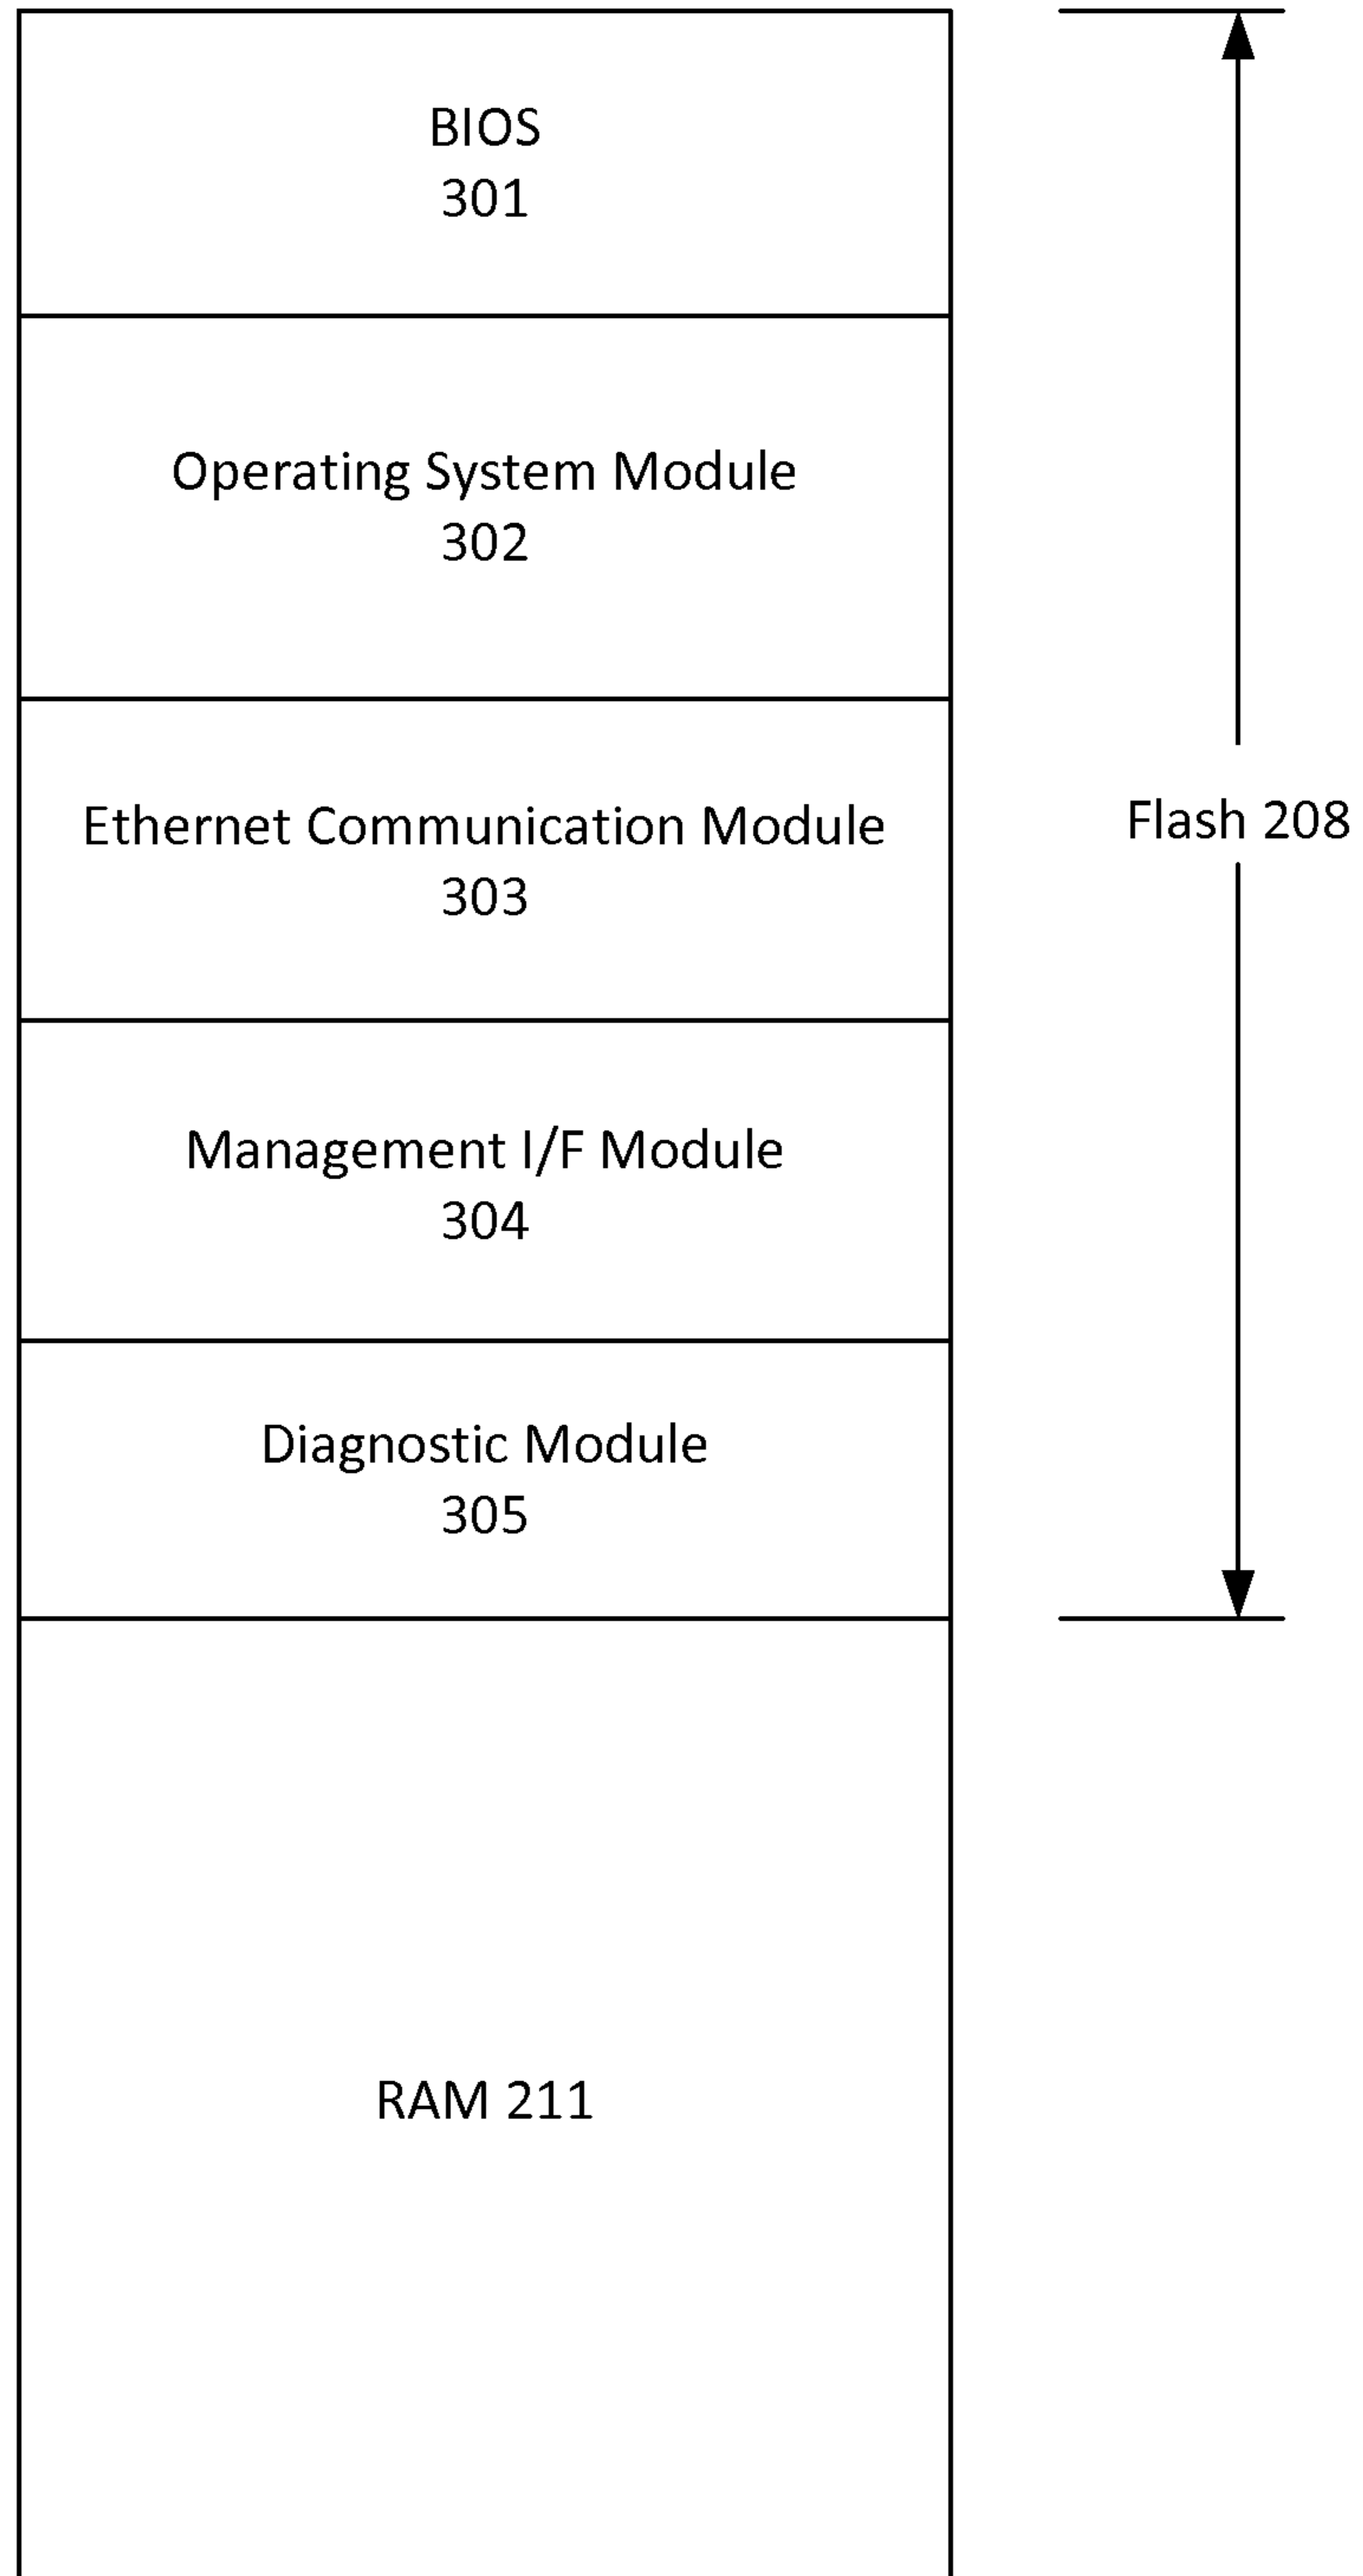 BIOS
301
Operating System Module
302
Ethernet Communication Module
303
Flash 208
Management I/F Module
304
Diagnostic Module
305
RAM 211